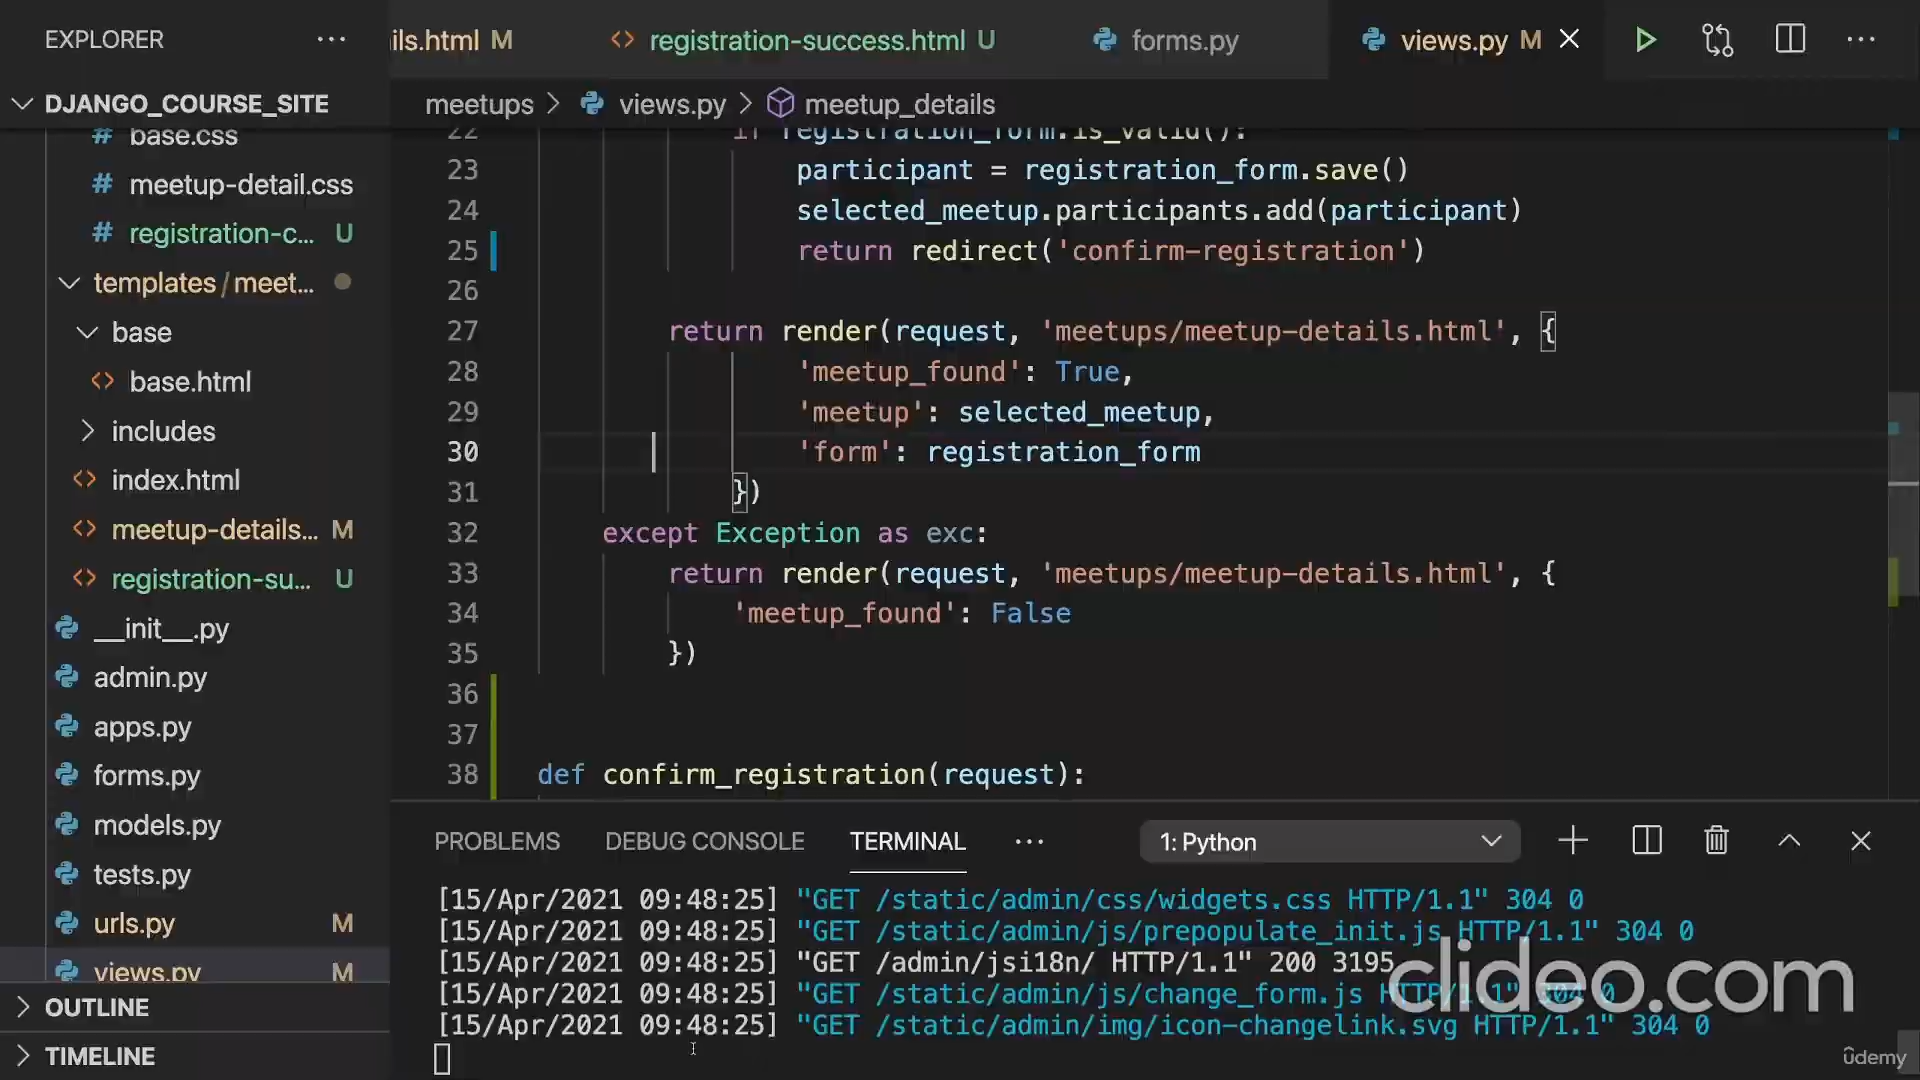 EXPLORER
ils.html M
registration-success.html U
forms.py
views.py M
DJANGO_COURSE_SITE
meetups > views.py > meetup_details
base.css
meetup-detail.css
registration-c... U
templates/meet...
base
base.html
includes
index.html
meetup-details... M
registration-su... U
__init__.py
admin.py
apps.py
forms.py
models.py
tests.py
urls.py M
views.py M
OUTLINE
TIMELINE
22 if registration_form.is_valid():
23 participant = registration_form.save()
24 selected_meetup.participants.add(participant)
25 return redirect('confirm-registration')
26
27 return render(request, 'meetups/meetup-details.html', {
28 'meetup_found': True,
29 'meetup': selected_meetup,
30 'form': registration_form
31 })
32 except Exception as exc:
33 return render(request, 'meetups/meetup-details.html', {
34 'meetup_found': False
35 })
36
37
38 def confirm_registration(request):
PROBLEMS DEBUG CONSOLE TERMINAL 1: Python
[15/Apr/2021 09:48:25] "GET /static/admin/css/widgets.css HTTP/1.1" 304 0
[15/Apr/2021 09:48:25] "GET /static/admin/js/prepopulate_init.js HTTP/1.1" 304 0
[15/Apr/2021 09:48:25] "GET /admin/jsi18n/ HTTP/1.1" 200 3195
[15/Apr/2021 09:48:25] "GET /static/admin/js/change_form.js HTTP/1.1" 304 0
[15/Apr/2021 09:48:25] "GET /static/admin/img/icon-changelink.svg HTTP/1.1" 304 0
clideo.com
ûdemy